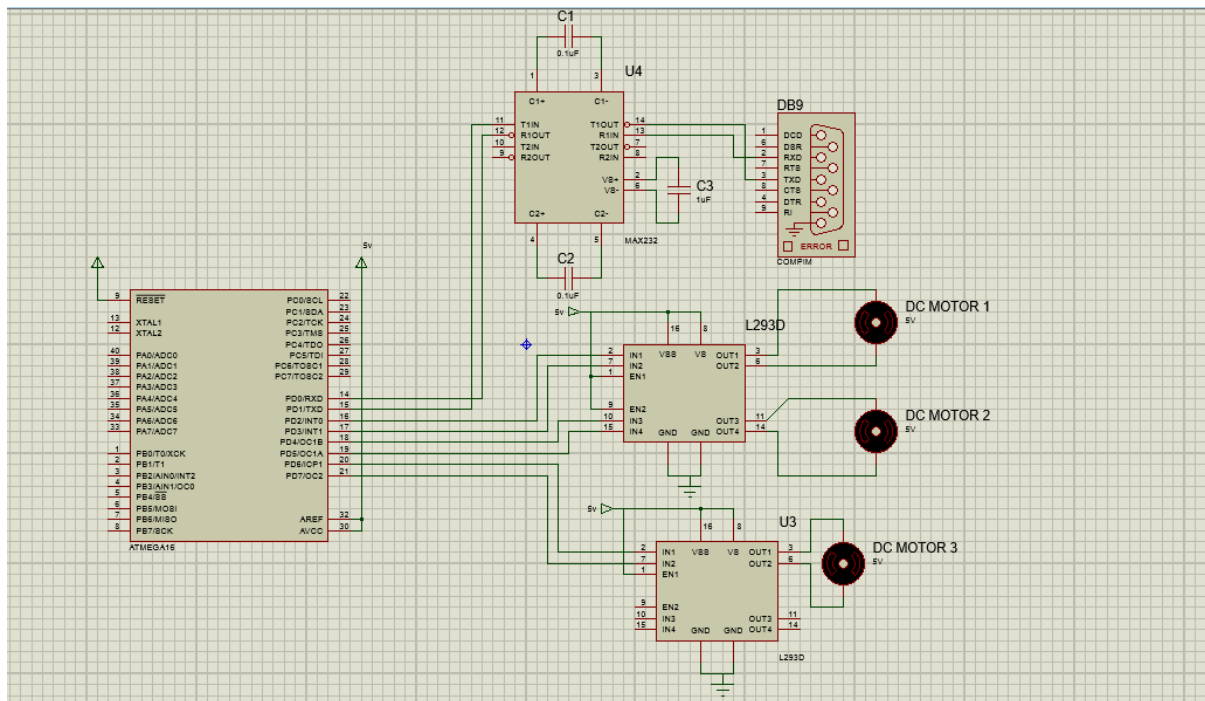 C1
0.1uF
1
3
U4
C1+
C1-
11 T1IN
T1OUT 14
12 R1OUT
R1IN 13
10 T2IN
T2OUT 7
9 R2OUT
R2IN 8
VS+ 2
VS- 6
C2+
C2-
4
5
MAX232
C3
1uF
C2
0.1uF
DB9
1 DCD
6 DSR
2 RXD
7 RTS
3 TXD
8 CTS
4 DTR
9 RI
ERROR
COMPIM
5v
9 RESET
13 XTAL1
12 XTAL2
40 PA0/ADC0
39 PA1/ADC1
38 PA2/ADC2
37 PA3/ADC3
36 PA4/ADC4
35 PA5/ADC5
34 PA6/ADC6
33 PA7/ADC7
1 PB0/T0/XCK
2 PB1/T1
3 PB2/AIN0/INT2
4 PB3/AIN1/OC0
5 PB4/SS
6 PB5/MOSI
7 PB6/MISO
8 PB7/SCK
PC0/SCL 22
PC1/SDA 23
PC2/TCK 24
PC3/TMS 25
PC4/TDO 26
PC5/TDI 27
PC6/TOSC1 28
PC7/TOSC2 29
PD0/RXD 14
PD1/TXD 15
PD2/INT0 16
PD3/INT1 17
PD4/OC1B 18
PD5/OC1A 19
PD6/ICP1 20
PD7/OC2 21
AREF 32
AVCC 30
ATMEGA16
5v
16
8
L293D
2 IN1
VSS
VS
OUT1 3
7 IN2
OUT2 6
1 EN1
9 EN2
10 IN3
OUT3 11
15 IN4
GND
GND
OUT4 14
DC MOTOR 1
5V
DC MOTOR 2
5V
5v
16
8
U3
2 IN1
VSS
VS
OUT1 3
7 IN2
OUT2 6
1 EN1
9 EN2
10 IN3
OUT3 11
15 IN4
GND
GND
OUT4 14
L293D
DC MOTOR 3
5V